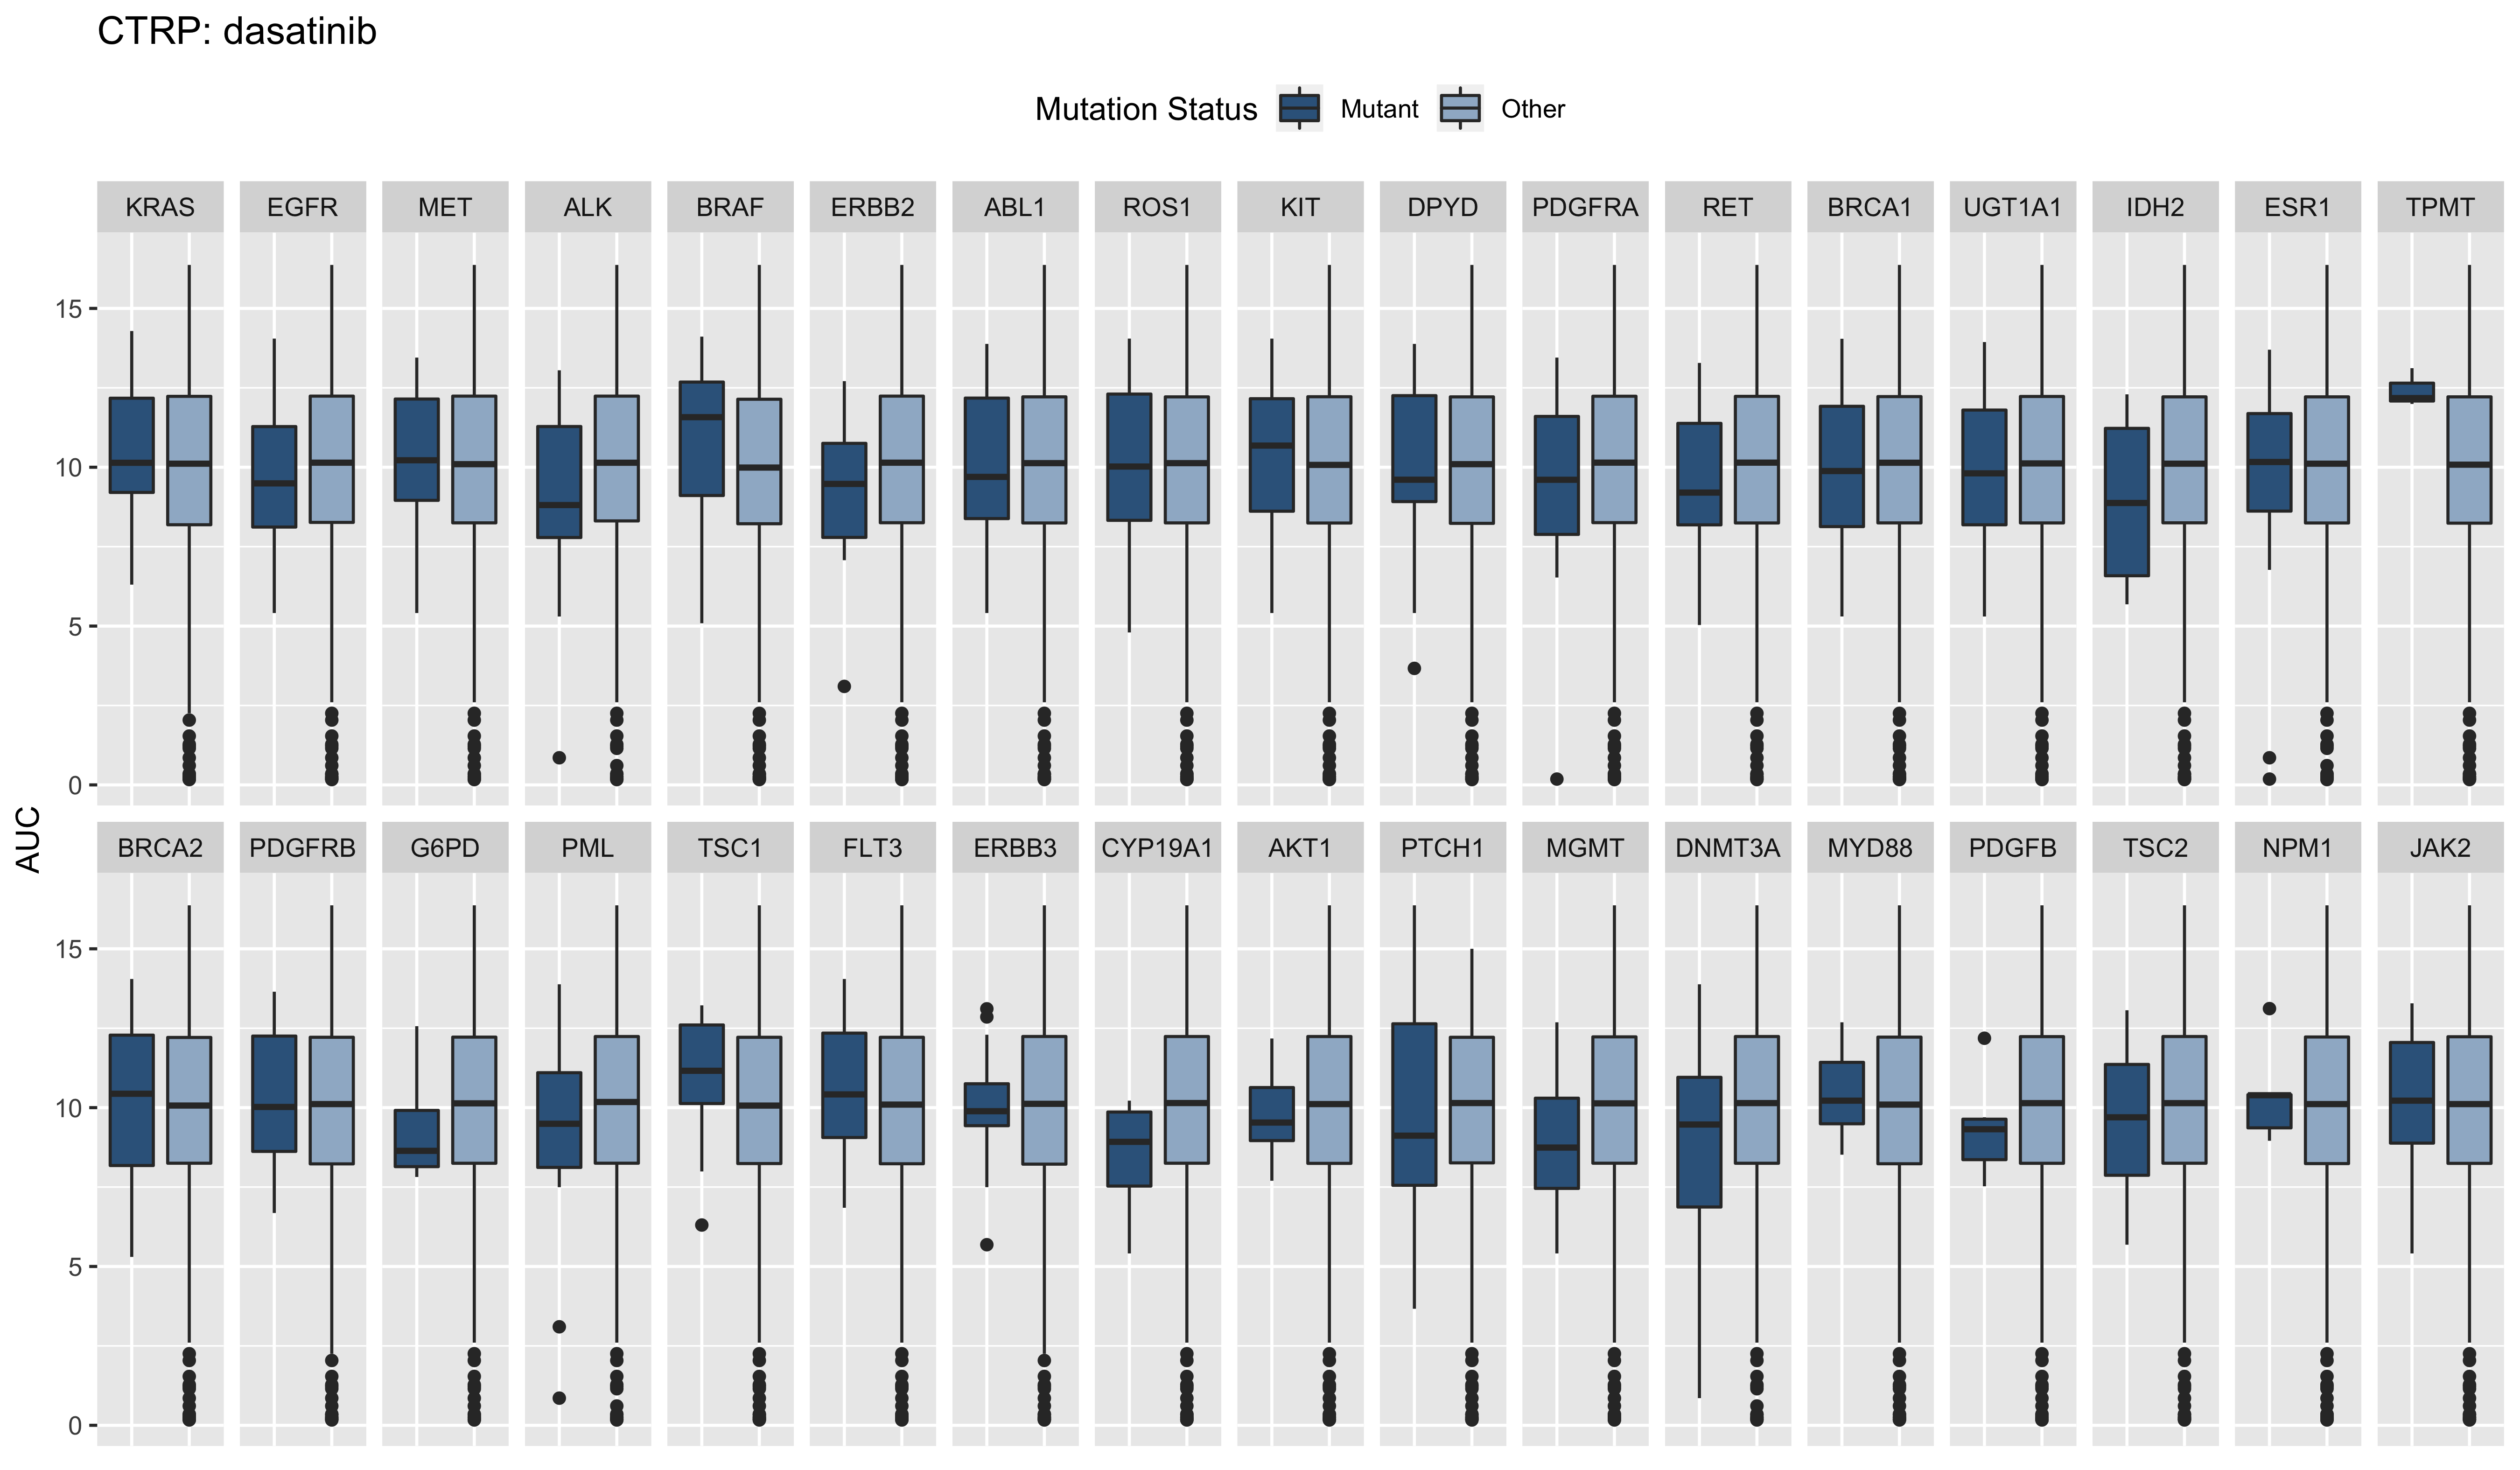 CTRP: dasatinib
Mutation Status Mutant Other
KRAS EGFR MET ALK BRAF ERBB2 ABL1 ROS1 KIT DPYD PDGFRA RET BRCA1 UGT1A1 IDH2 ESR1 TPMT
15
10
5
0
AUC
BRCA2 PDGFRB G6PD PML TSC1 FLT3 ERBB3 CYP19A1 AKT1 PTCH1 MGMT DNMT3A MYD88 PDGFB TSC2 NPM1 JAK2
15
10
5
0